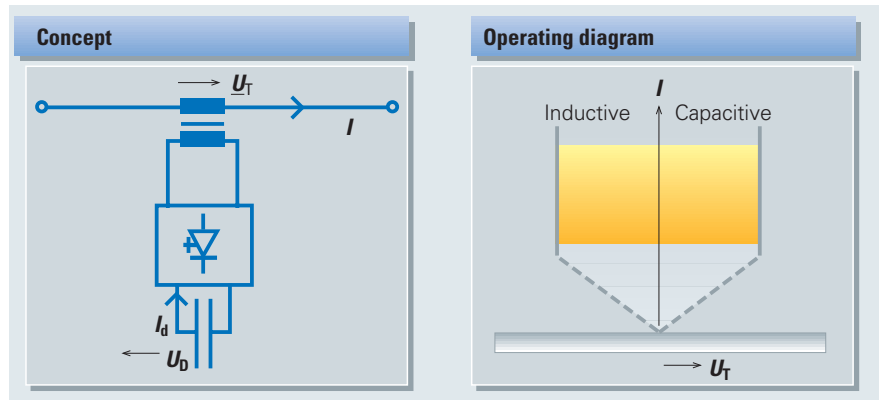 Concept
U_T
I
I_d
U_D
Operating diagram
I
Inductive Capacitive
U_T